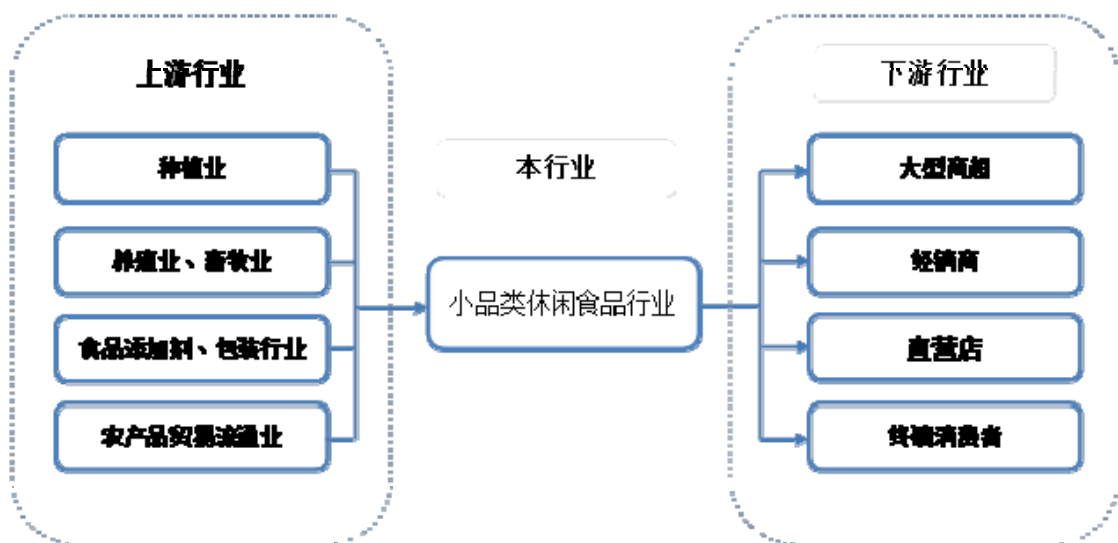 上游行业
种植业
养殖业、畜牧业
食品添加剂、包装行业
农产品贸易流通业
本行业
小品类休闲食品行业
下游行业
大型商超
经销商
直营店
终端消费者